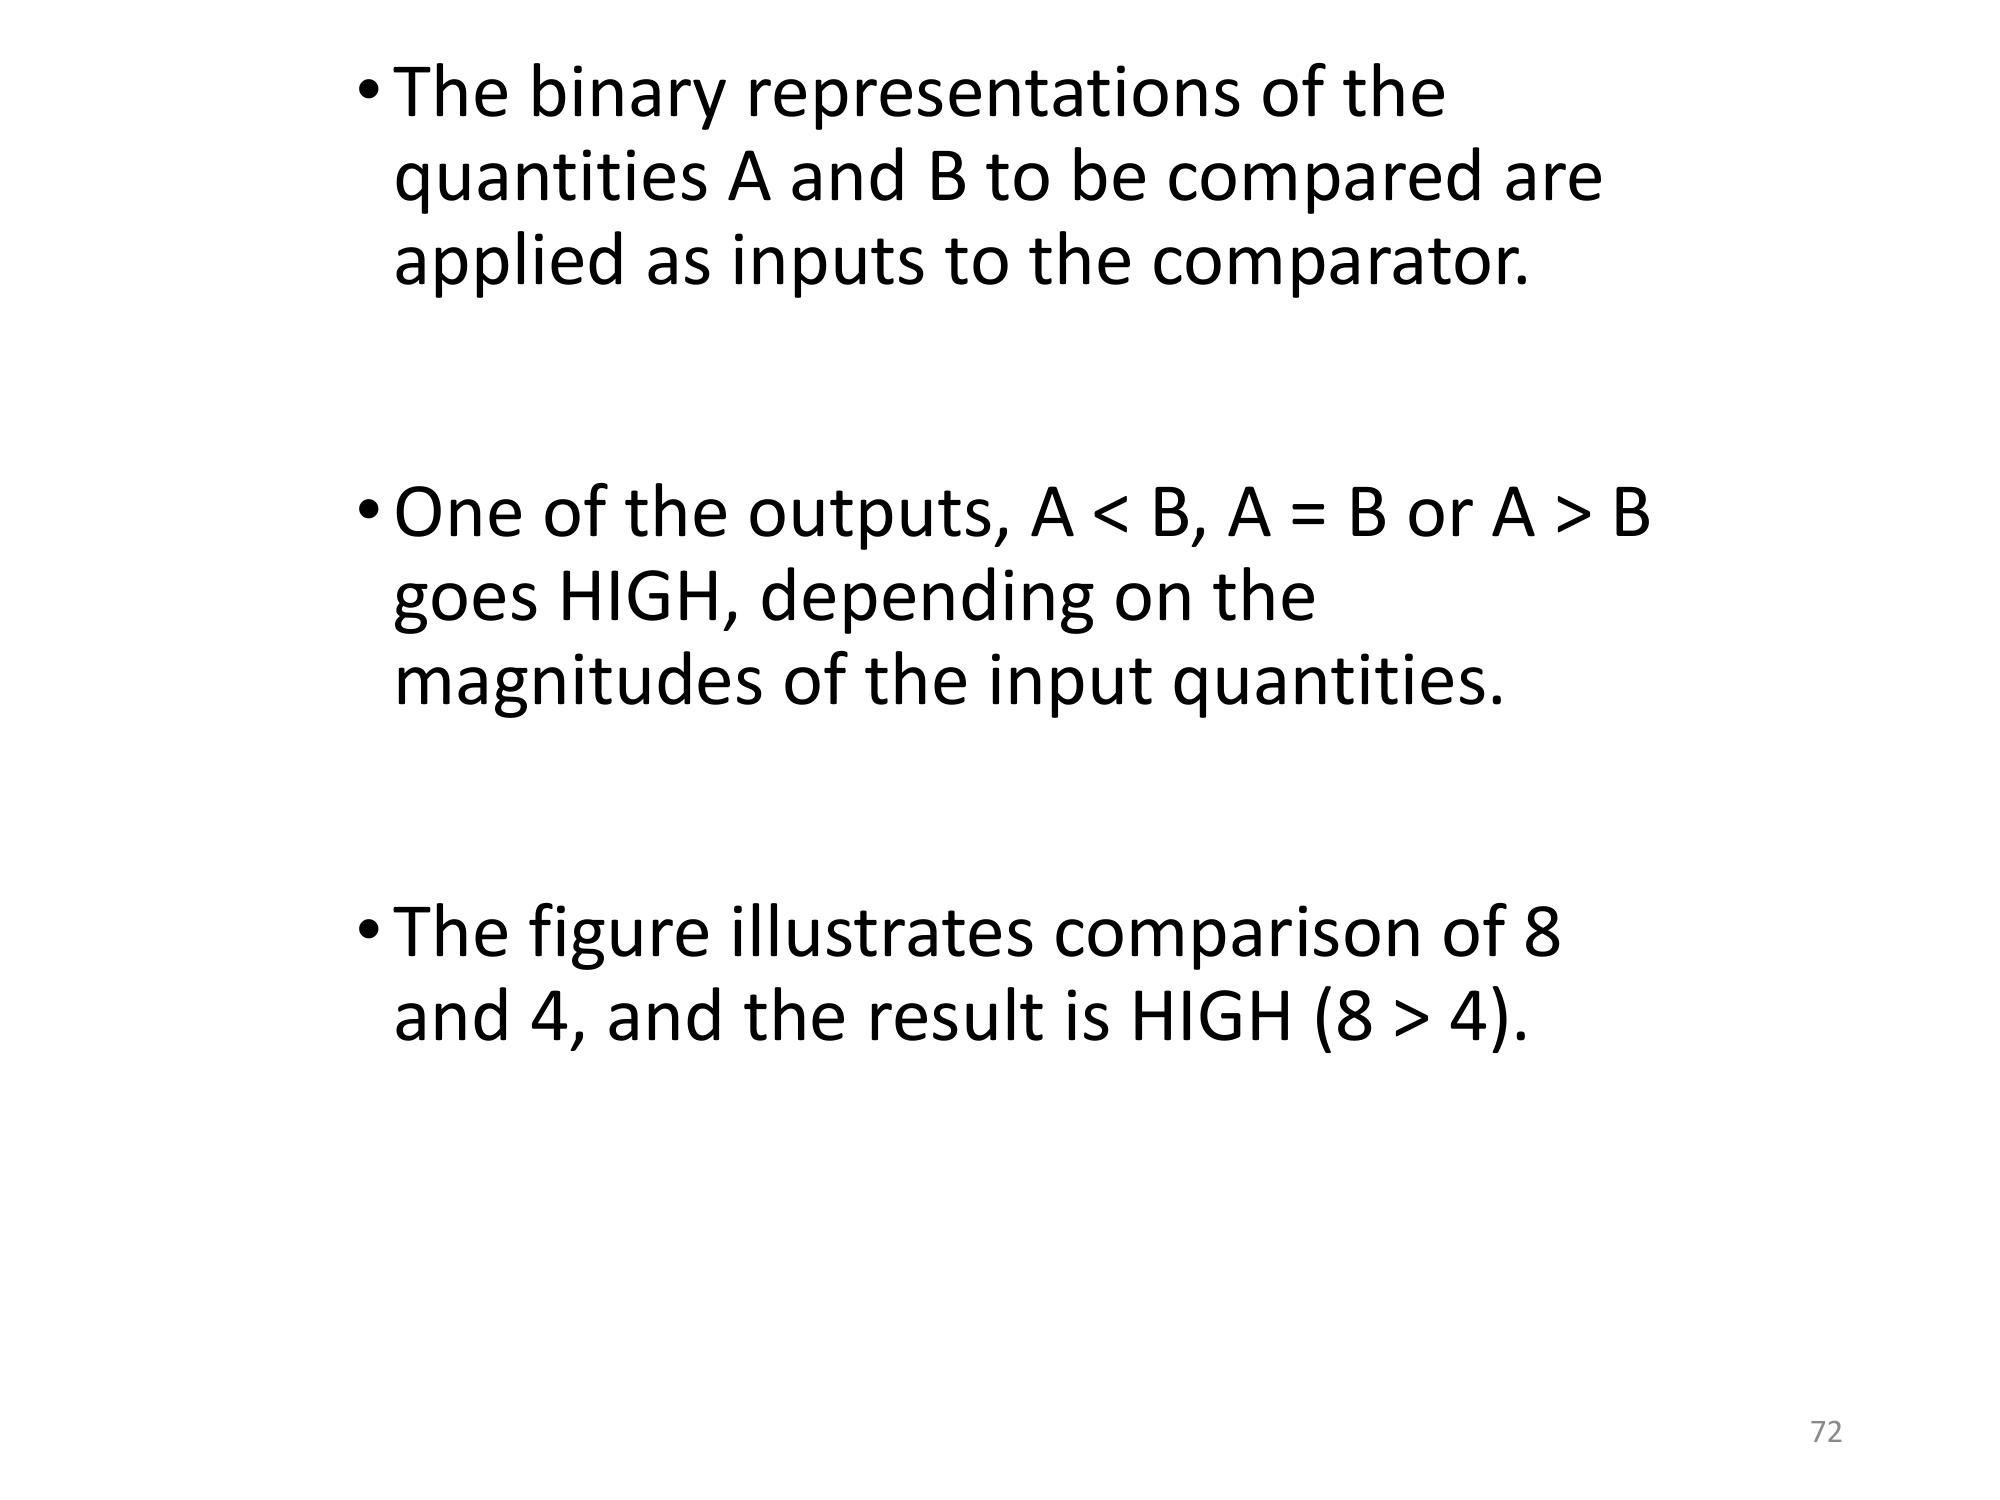 • The binary representations of the
quantities A and B to be compared are
applied as inputs to the comparator.
• One of the outputs, A < B, A = B or A > B
goes HIGH, depending on the
magnitudes of the input quantities.
• The figure illustrates comparison of 8
and 4, and the result is HIGH (8 > 4).
72